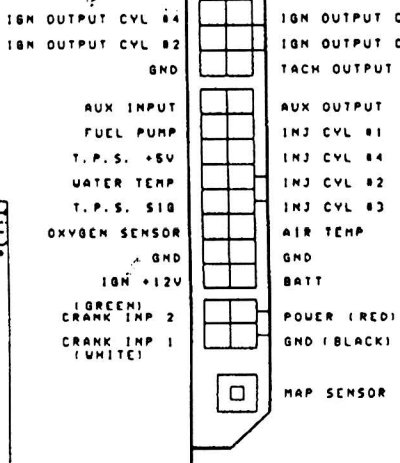 IGN OUTPUT CYL #4
IGN OUTPUT CYL #2
GND
AUX INPUT
FUEL PUMP
T.P.S. +5V
WATER TEMP
T.P.S. SIG
OXYGEN SENSOR
GND
IGN +12V
(GREEN)
CRANK INP 2
CRANK INP 1
(WHITE)
IGN OUTPUT C
IGN OUTPUT C
TACH OUTPUT
AUX OUTPUT
INJ CYL #1
INJ CYL #4
INJ CYL #2
INJ CYL #3
AIR TEMP
GND
BATT
POWER (RED)
GND (BLACK)
MAP SENSOR